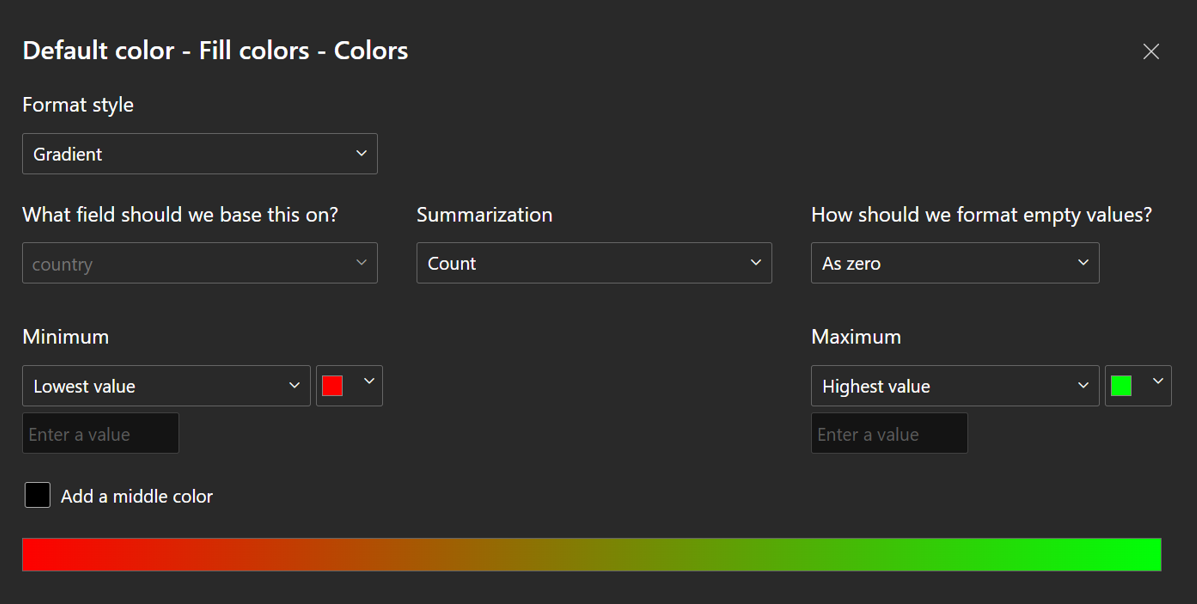 Default color - Fill colors - Colors
Format style
Gradient
What field should we base this on?
Summarization
How should we format empty values?
country
Count
As zero
Minimum
Maximum
Lowest value
Highest value
Enter a value
Enter a value
Add a middle color